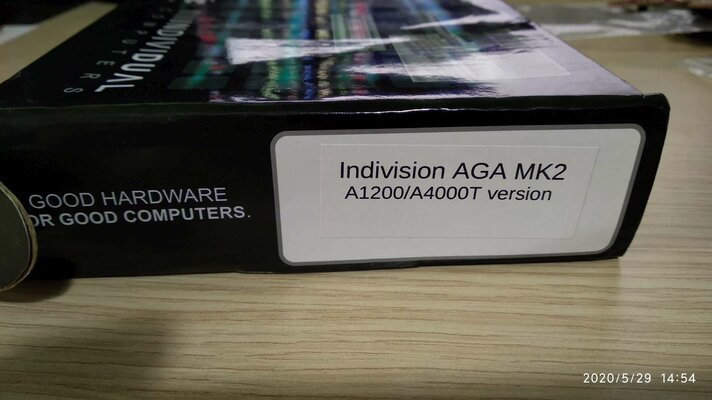 INDIVIDUAL
COMPUTERS
GOOD HARDWARE
OR GOOD COMPUTERS.
Indivision AGA MK2
A1200/A4000T version
2020/5/29 14:54